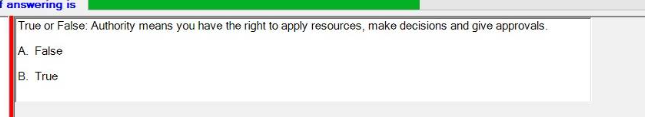 f answering is
True or False: Authority means you have the right to apply resources, make decisions and give approvals.
A. False
B. True